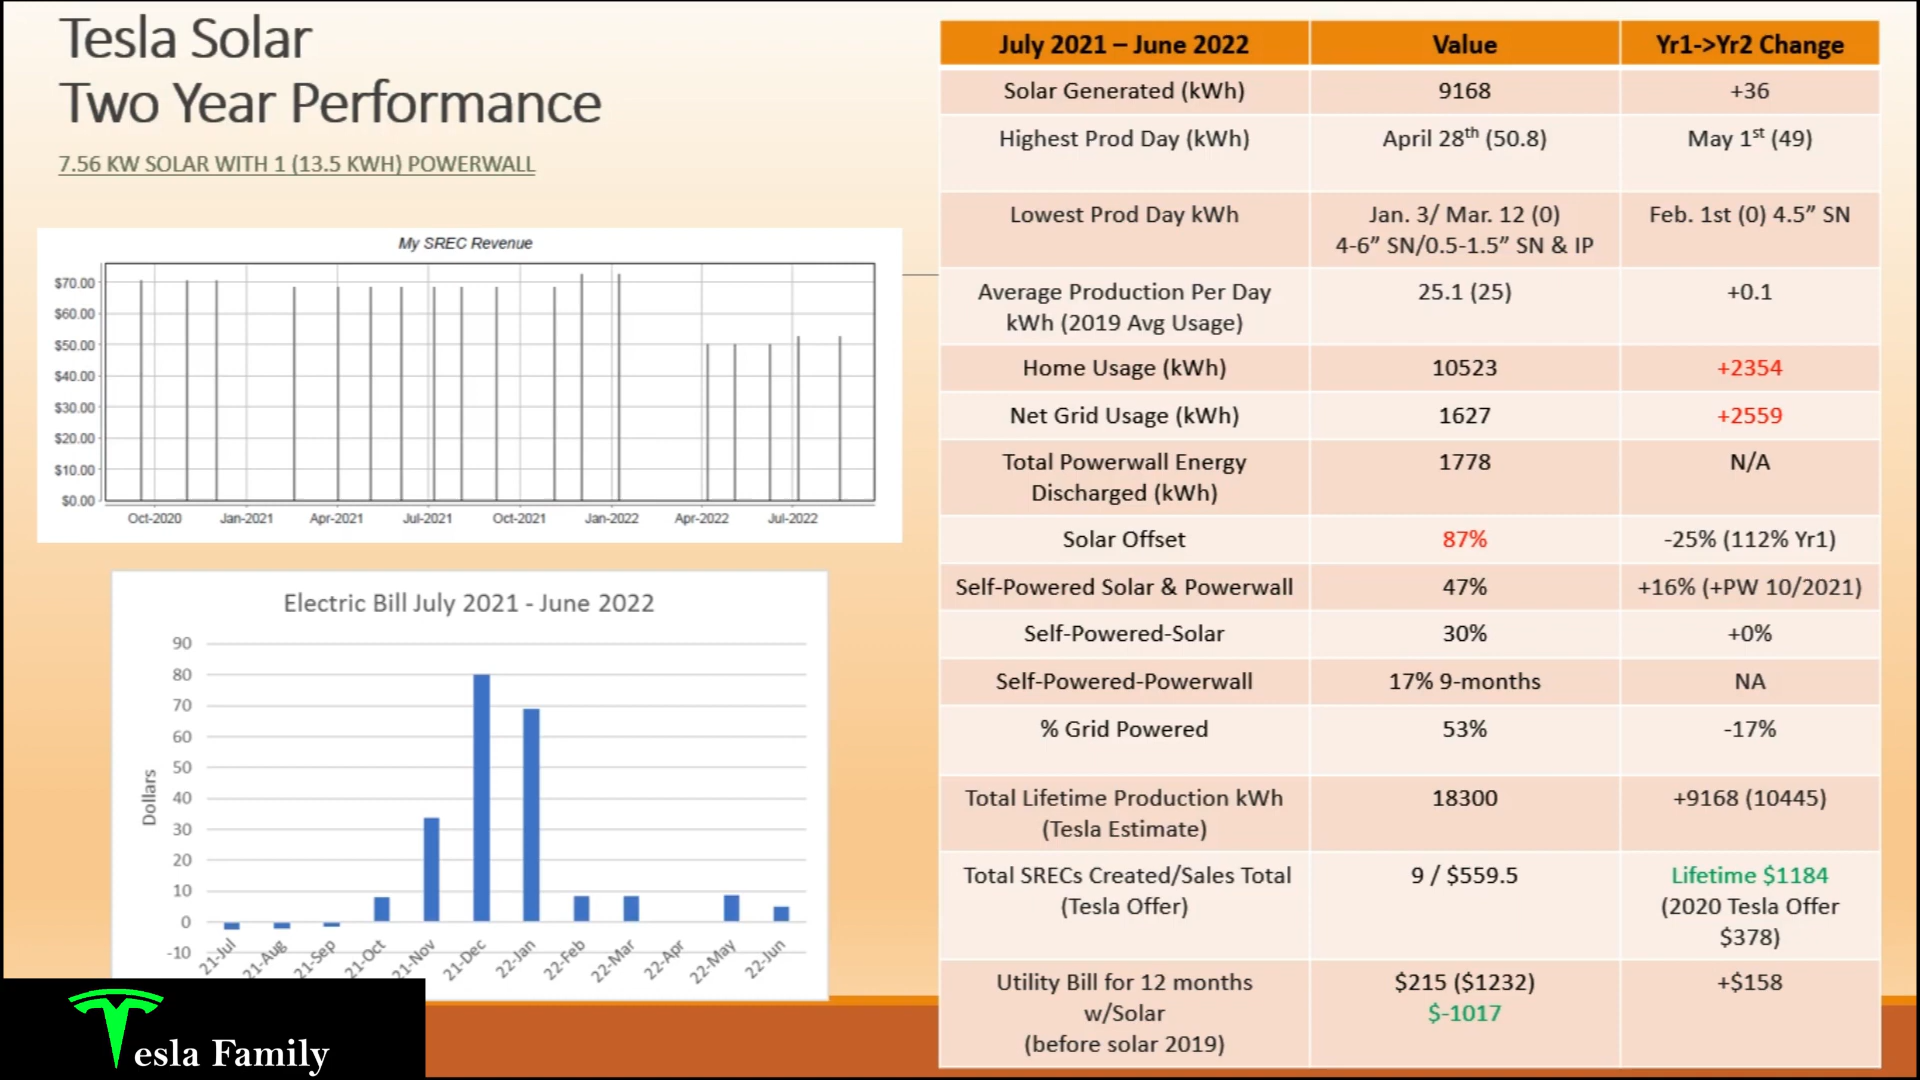 Tesla Solar
Two Year Performance
7.56 KW SOLAR WITH 1 (13.5 KWH) POWERWALL
My SREC Revenue
$70.00
$60.00
$50.00
$40.00
$30.00
$20.00
$10.00
$0.00
Oct-2020 Jan-2021 Apr-2021 Jul-2021 Oct-2021 Jan-2022 Apr-2022 Jul-2022
Electric Bill July 2021 - June 2022
Dollars
90
80
70
60
50
40
30
20
10
0
-10
21-Jul 21-Aug 21-Sep 21-Oct 21-Nov 21-Dec 22-Jan 22-Feb 22-Mar 22-Apr 22-May 22-Jun
esla Family
July 2021 – June 2022 Value Yr1->Yr2 Change
Solar Generated (kWh) 9168 +36
Highest Prod Day (kWh) April 28th (50.8) May 1st (49)
Lowest Prod Day kWh Jan. 3/ Mar. 12 (0) Feb. 1st (0) 4.5” SN
4-6” SN/0.5-1.5” SN & IP
Average Production Per Day 25.1 (25) +0.1
kWh (2019 Avg Usage)
Home Usage (kWh) 10523 +2354
Net Grid Usage (kWh) 1627 +2559
Total Powerwall Energy 1778 N/A
Discharged (kWh)
Solar Offset 87% -25% (112% Yr1)
Self-Powered Solar & Powerwall 47% +16% (+PW 10/2021)
Self-Powered-Solar 30% +0%
Self-Powered-Powerwall 17% 9-months NA
% Grid Powered 53% -17%
Total Lifetime Production kWh 18300 +9168 (10445)
(Tesla Estimate)
Total SRECs Created/Sales Total 9 / $559.5 Lifetime $1184
(Tesla Offer) (2020 Tesla Offer
$378)
Utility Bill for 12 months $215 ($1232) +$158
w/Solar $-1017
(before solar 2019)